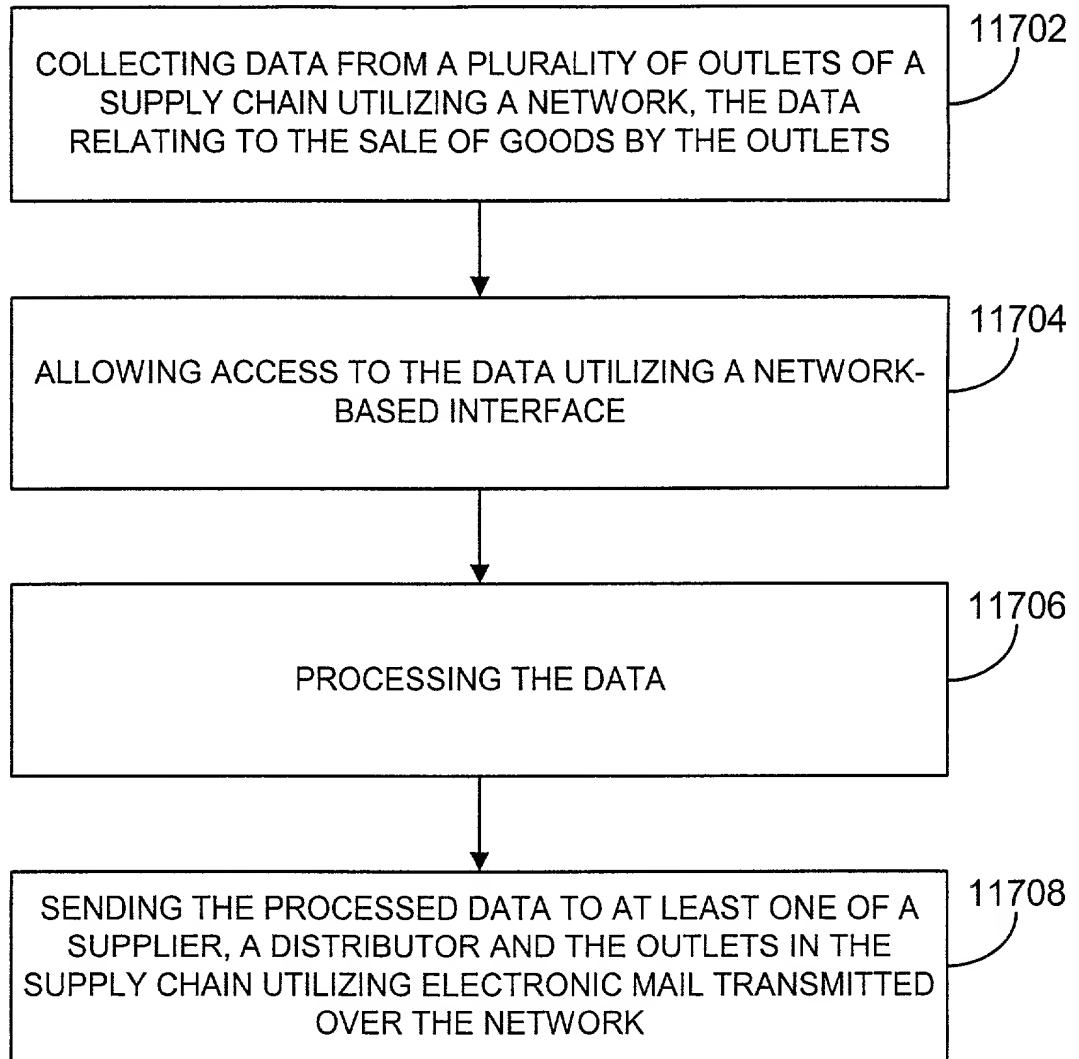 11702
COLLECTING DATA FROM A PLURALITY OF OUTLETS OF A
SUPPLY CHAIN UTILIZING A NETWORK, THE DATA
RELATING TO THE SALE OF GOODS BY THE OUTLETS
11704
ALLOWING ACCESS TO THE DATA UTILIZING A NETWORK-
BASED INTERFACE
11706
PROCESSING THE DATA
11708
SENDING THE PROCESSED DATA TO AT LEAST ONE OF A
SUPPLIER, A DISTRIBUTOR AND THE OUTLETS IN THE
SUPPLY CHAIN UTILIZING ELECTRONIC MAIL TRANSMITTED
OVER THE NETWORK